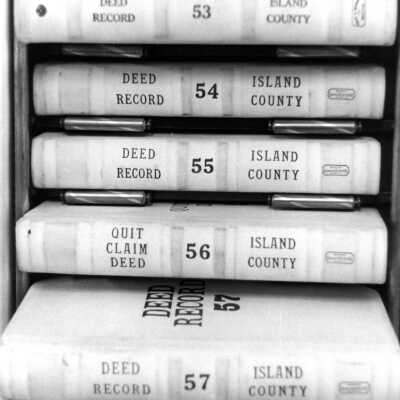 DEED
RECORD
53
ISLAND
COUNTY
DEED
RECORD
54
ISLAND
COUNTY
DEED
RECORD
55
ISLAND
COUNTY
QUIT
CLAIM
DEED
56
ISLAND
COUNTY
DEED
RECORD
57
DEED
RECORD
57
ISLAND
COUNTY